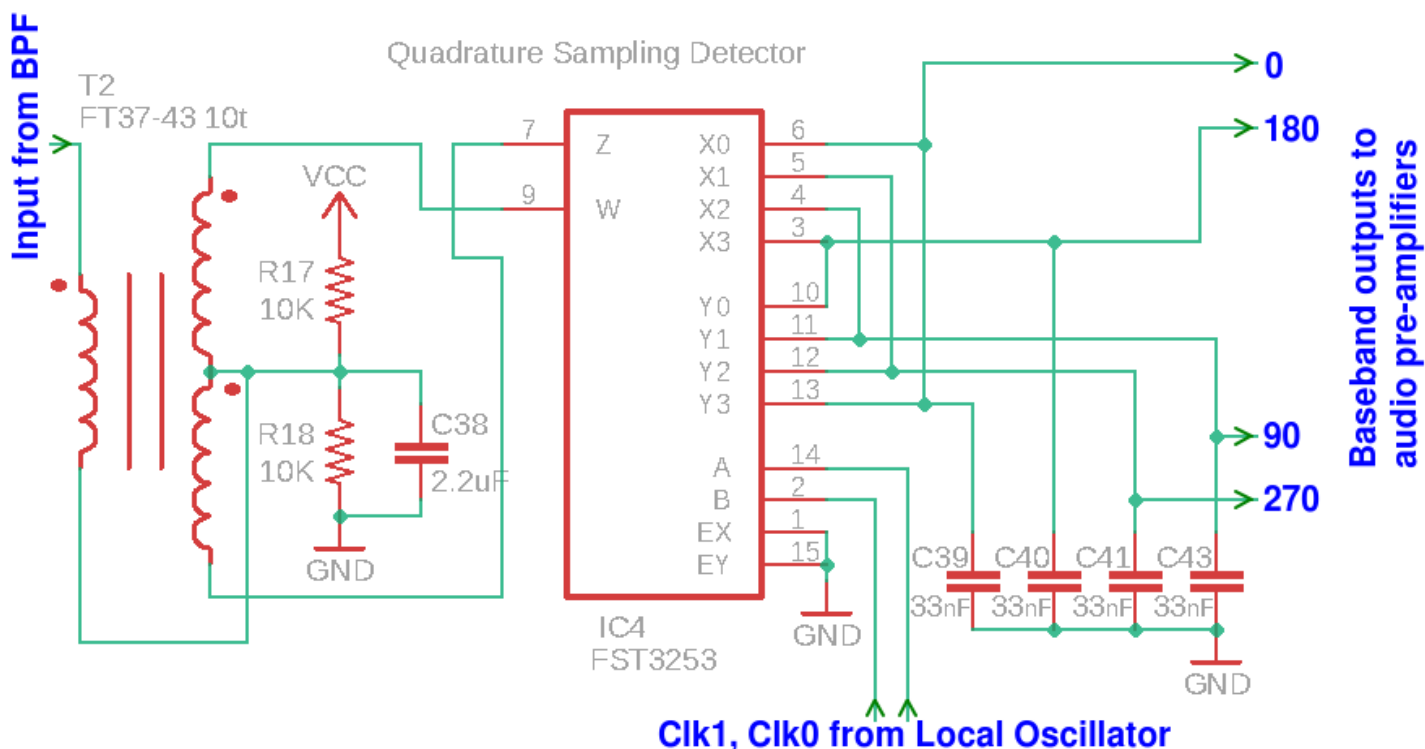 Quadrature Sampling Detector
Input from BPF
T2
FT37-43 10t
VCC
R17
10K
R18
10K
C38
2.2uF
GND
7
Z
9
W
X0
6
X1
5
X2
4
X3
3
Y0
10
Y1
11
Y2
12
Y3
13
A
14
B
2
EX
1
EY
15
IC4
FST3253
GND
C39
33nF
C40
33nF
C41
33nF
C43
33nF
GND
0
180
90
270
Baseband outputs to
audio pre-amplifiers
Clk1, Clk0 from Local Oscillator